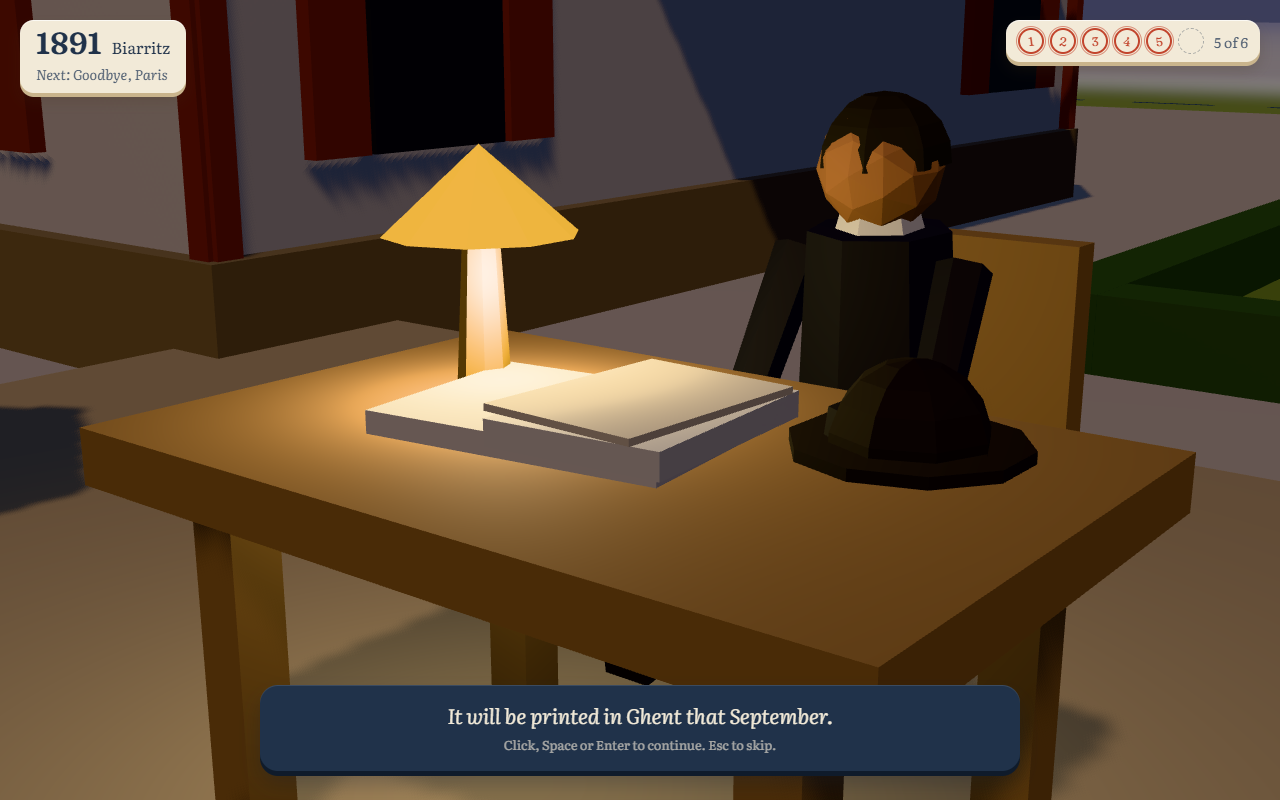 1891 Biarritz
Next: Goodbye, Paris
1 2 3 4 5 5 of 6
It will be printed in Ghent that September.
Click, Space or Enter to continue. Esc to skip.